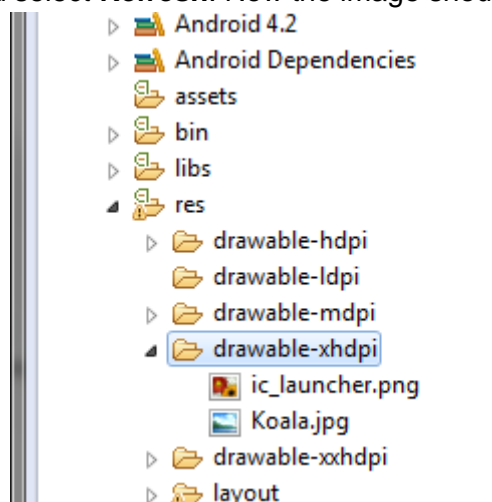 Android 4.2
Android Dependencies
assets
bin
libs
res
drawable-hdpi
drawable-ldpi
drawable-mdpi
drawable-xhdpi
ic_launcher.png
Koala.jpg
drawable-xxhdpi
layout